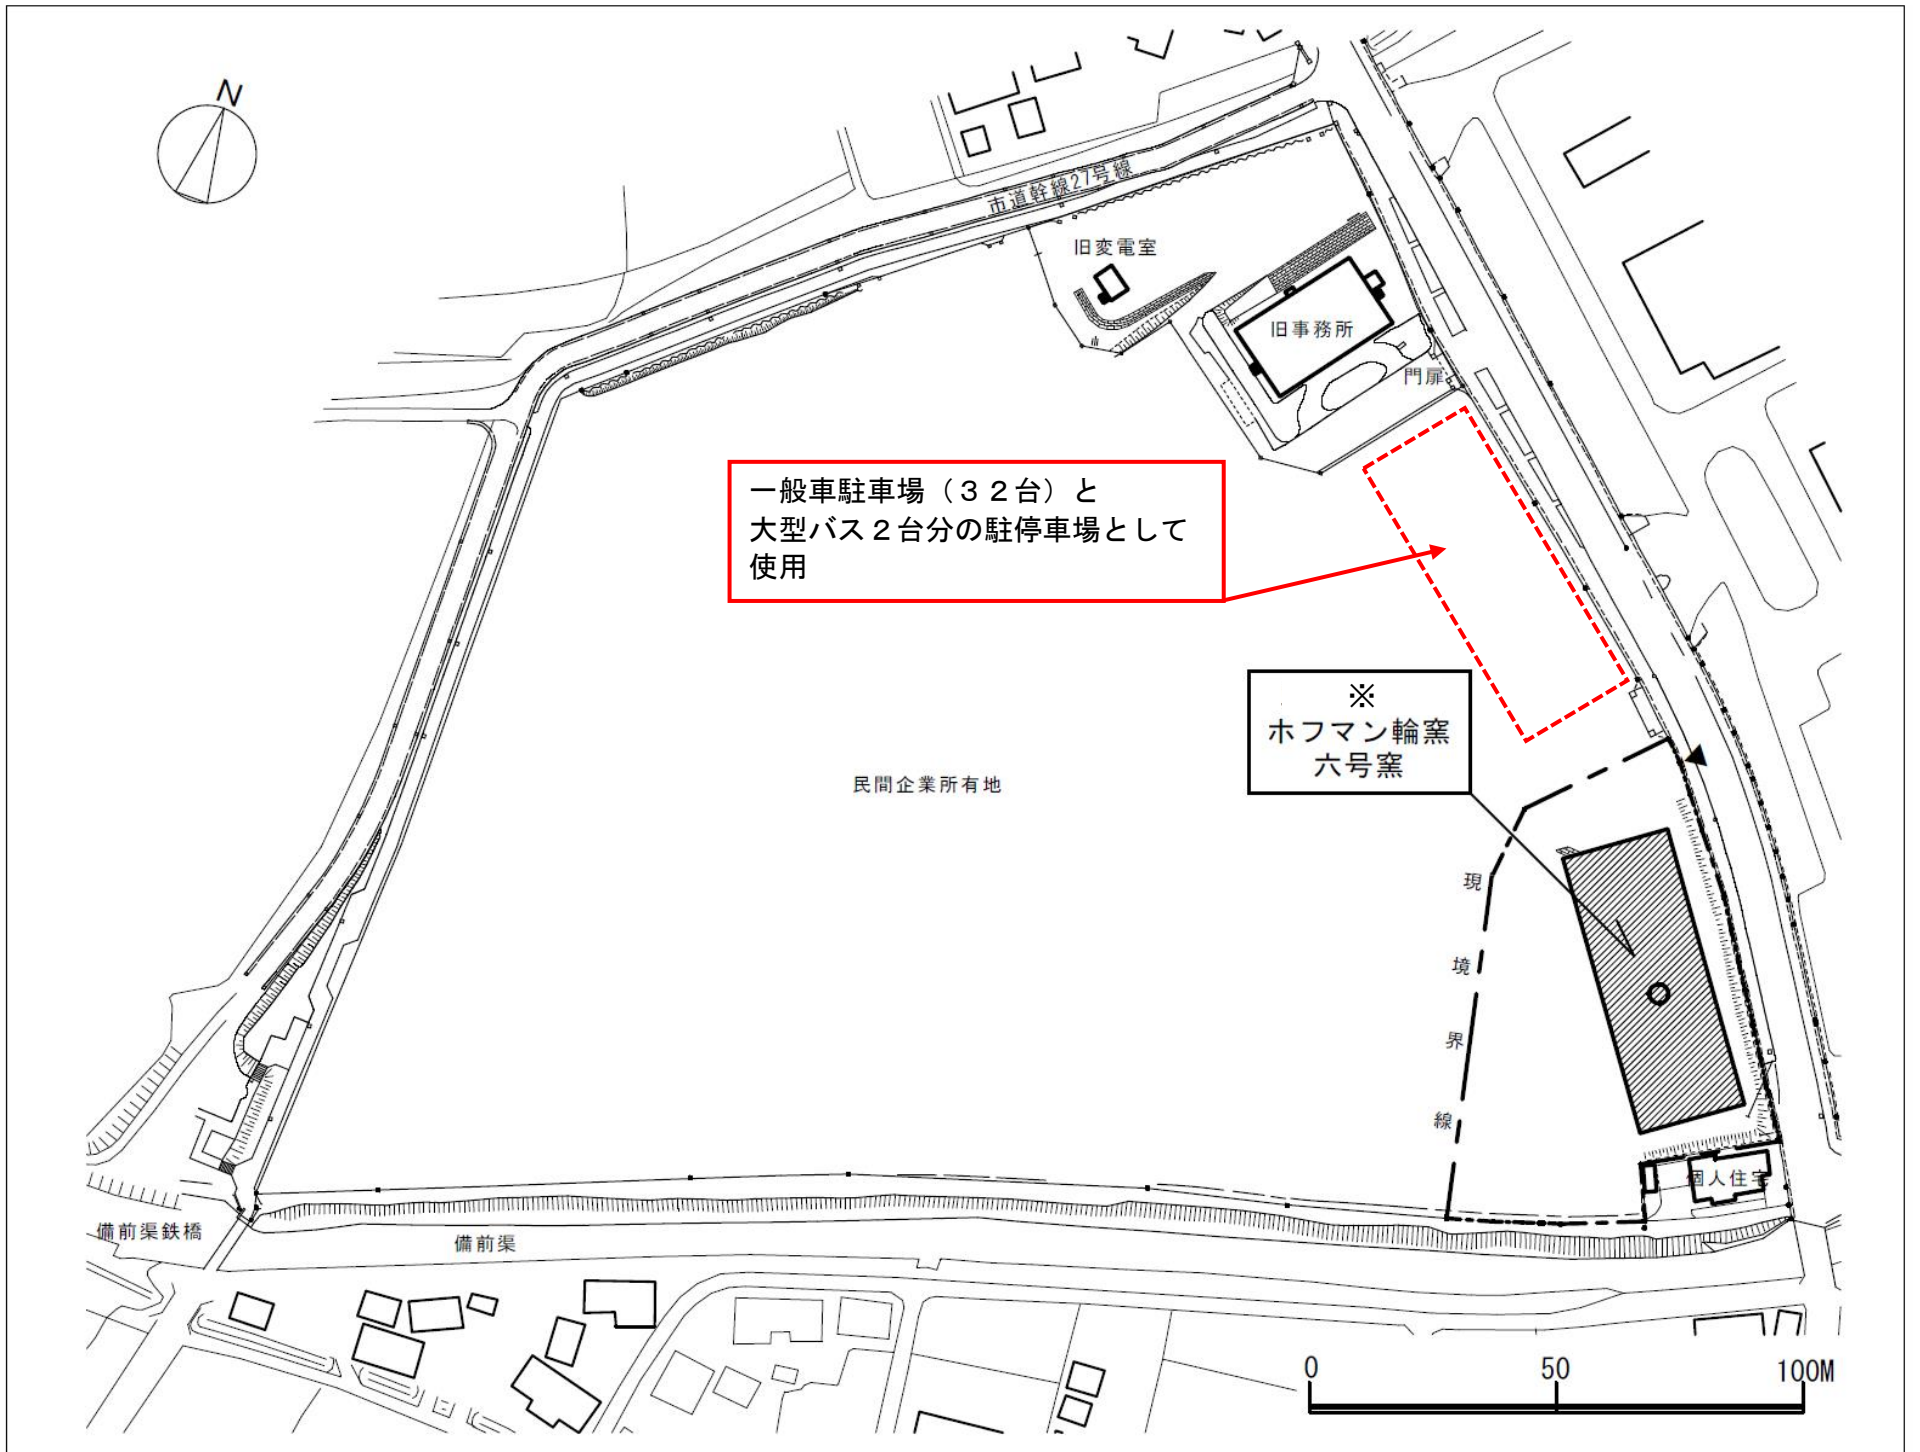 N
市道幹線27号線
旧変電室
旧事務所
門扉
一般車駐車場（３２台）と
大型バス２台分の駐停車場として
使用
※
ホフマン輪窯
六号窯
民間企業所有地
現境界線
個人住宅
備前渠鉄橋
備前渠
0 50 100M